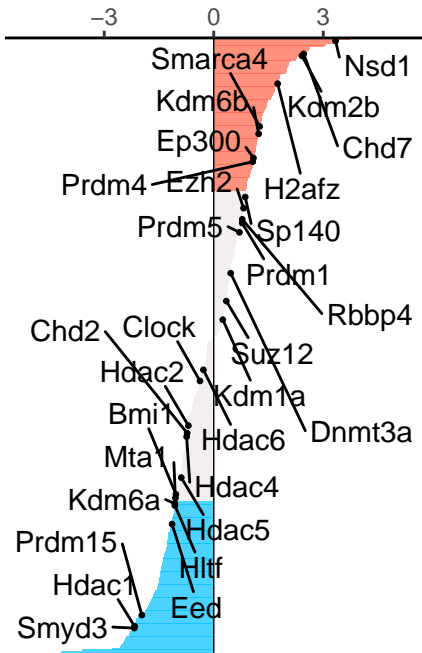 −3 0 3
Smarca4
Nsd1
Kdm6b
Kdm2b
Ep300
Chd7
Prdm4
Ezh2
H2afz
Prdm5
Sp140
Prdm1
Rbbp4
Chd2
Clock
Suz12
Hdac2
Kdm1a
Bmi1
Hdac6
Dnmt3a
Mta1
Hdac4
Kdm6a
Hdac5
Prdm15
Hltf
Hdac1
Eed
Smyd3